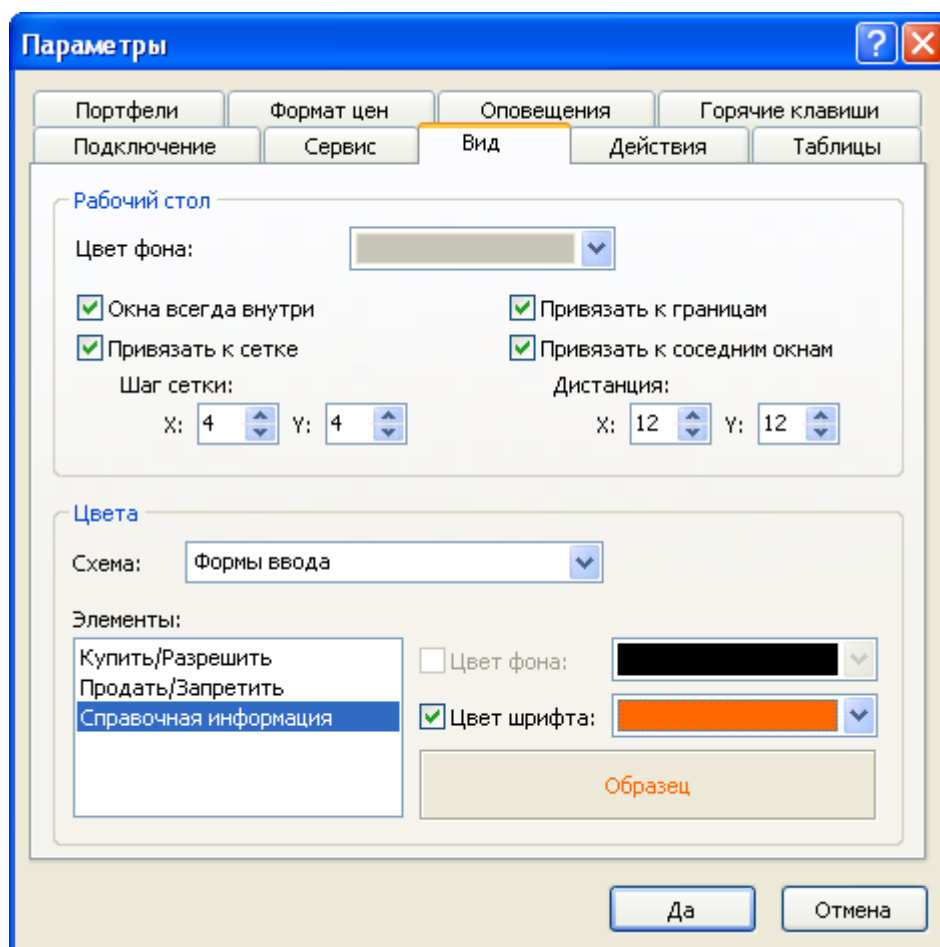 Параметры
Портфели Формат цен Оповещения Горячие клавиши
Подключение Сервис Вид Действия Таблицы
Рабочий стол
Цвет фона:
Окна всегда внутри Привязать к границам
Привязать к сетке Привязать к соседним окнам
Шаг сетки: Дистанция:
X: 4 Y: 4 X: 12 Y: 12
Цвета
Схема: Формы ввода
Элементы:
Купить/Разрешить Цвет фона:
Продать/Запретить
Справочная информация Цвет шрифта:
Образец
Да Отмена